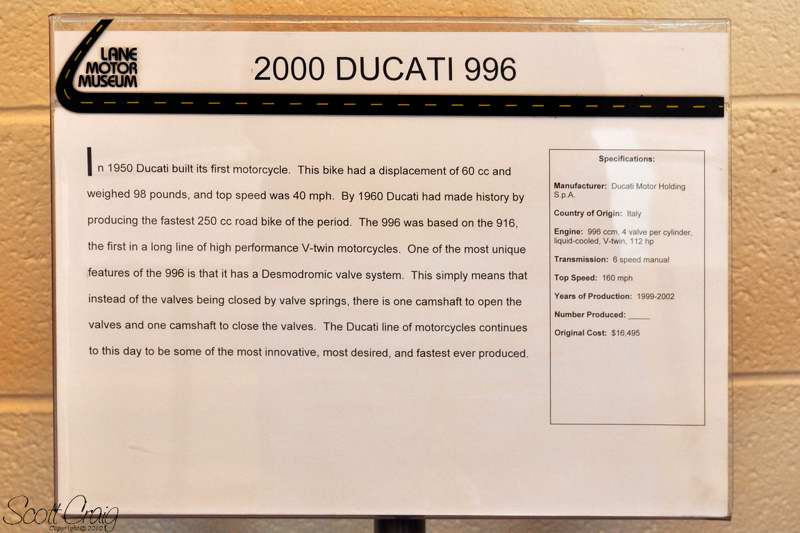 LANE
MOTOR
MUSEUM
2000 DUCATI 996
In 1950 Ducati built its first motorcycle. This bike had a displacement of 60 cc and
weighed 98 pounds, and top speed was 40 mph. By 1960 Ducati had made history by
producing the fastest 250 cc road bike of the period. The 996 was based on the 916,
the first in a long line of high performance V-twin motorcycles. One of the most unique
features of the 996 is that it has a Desmodromic valve system. This simply means that
instead of the valves being closed by valve springs, there is one camshaft to open the
valves and one camshaft to close the valves. The Ducati line of motorcycles continues
to this day to be some of the most innovative, most desired, and fastest ever produced.
Specifications:
Manufacturer: Ducati Motor Holding
S.p.A.
Country of Origin: Italy
Engine: 996 ccm, 4 valve per cylinder,
liquid-cooled, V-twin, 112 hp
Transmission: 6 speed manual
Top Speed: 160 mph
Years of Production: 1999-2002
Number Produced: _____
Original Cost: $16,495
Scott Craig
Copyright © 2010